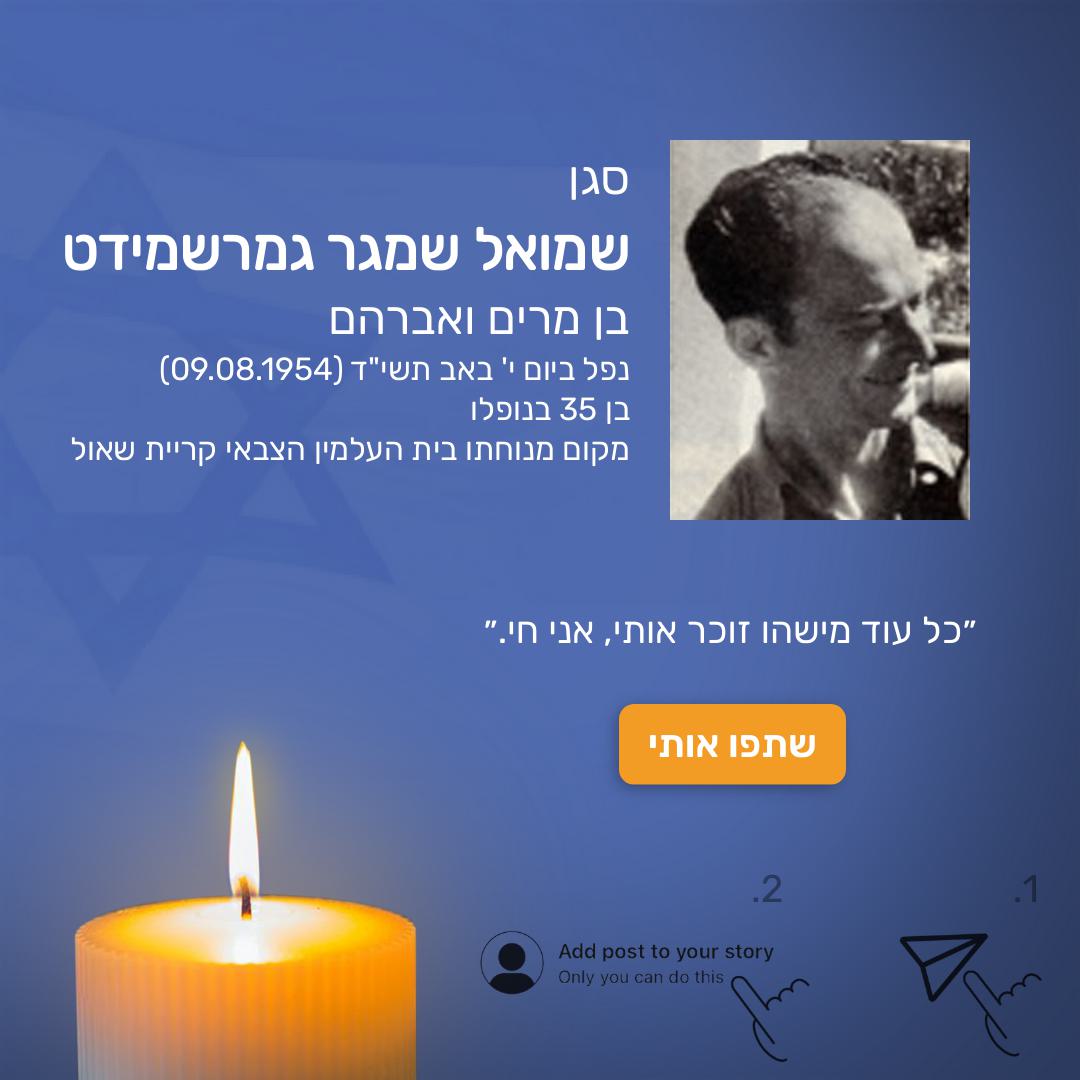 סגן
שמואל שמגר גמרשמידט
בן מרים ואברהם
נפל ביום י' באב תשי"ד (09.08.1954)
בן 35 בנופלו
מקום מנוחתו בית העלמין הצבאי קריית שאול
״כל עוד מישהו זוכר אותי, אני חי.״
שתפו אותי
1.
2.
Add post to your story
Only you can do this